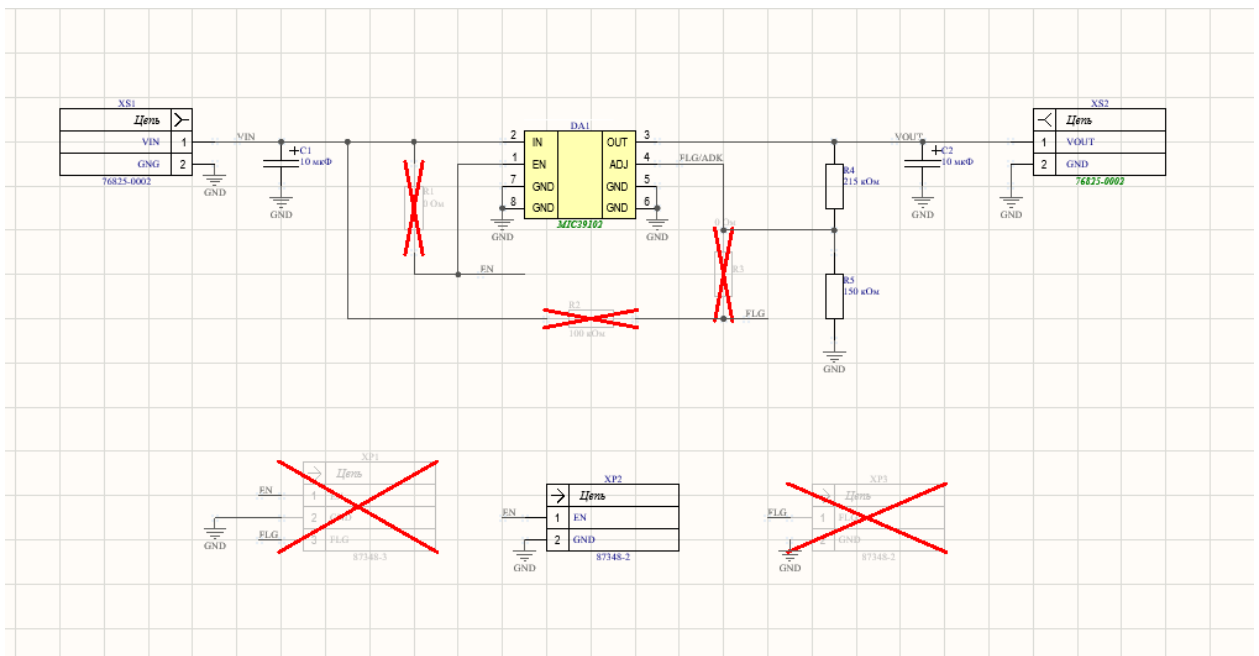 XS1
Цепь
VIN 1
GNG 2
76825-0002
GND
VIN
C1
10 мкФ
GND
R1
0 Ом
EN
DA1
2 IN OUT 3
1 EN ADJ 4
7 GND GND 5
8 GND GND 6
MIC39102
GND
GND
FLG/ADK
0 Ом
R3
R2
100 кОм
FLG
R4
215 кОм
R5
150 кОм
GND
VOUT
C2
10 мкФ
GND
XS2
Цепь
1 VOUT
2 GND
76825-0002
GND
XP1
Цепь
EN 1
2
FLG 3 FLG
GND
87348-3
XP2
Цепь
EN 1 EN
2 GND
GND
87348-2
XP3
Цепь
FLG 1
2 GND
GND
87348-2